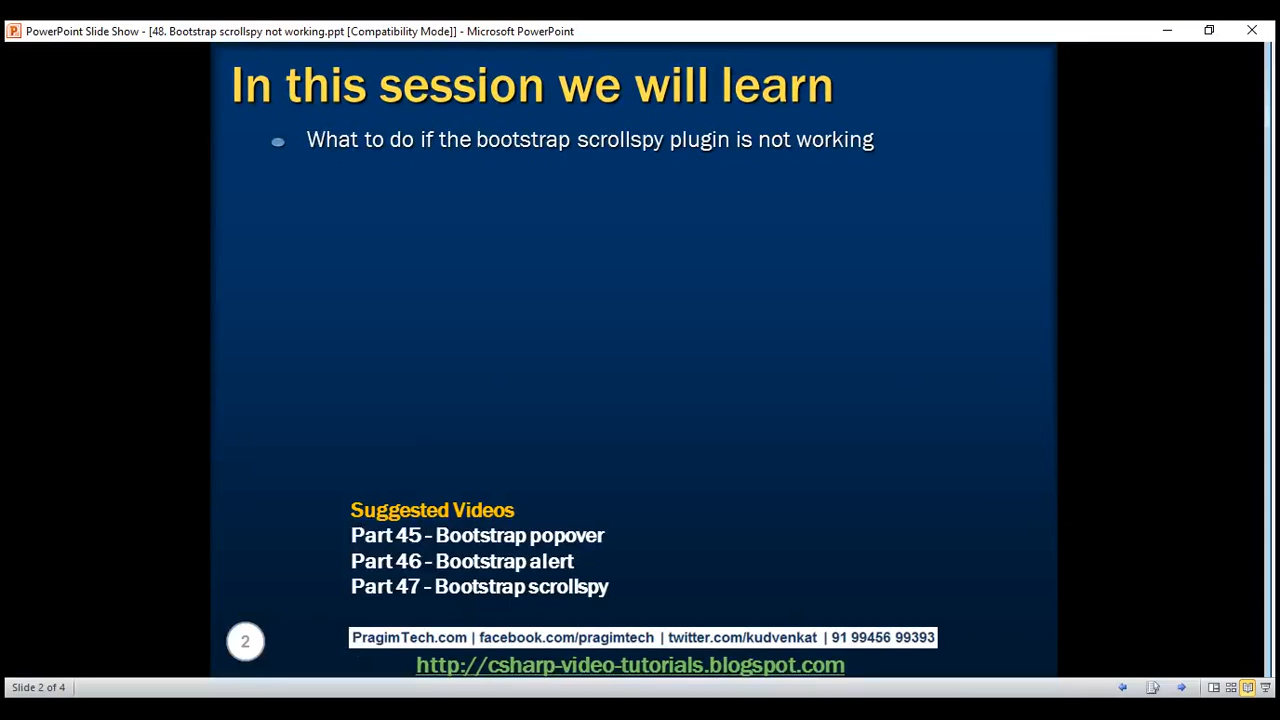 PowerPoint Slide Show - [48. Bootstrap scrollspy not working.ppt [Compatibility Mode]] - Microsoft PowerPoint
In this session we will learn
What to do if the bootstrap scrollspy plugin is not working
Suggested Videos
Part 45 - Bootstrap popover
Part 46 - Bootstrap alert
Part 47 - Bootstrap scrollspy
2
PragimTech.com | facebook.com/pragimtech | twitter.com/kudvenkat | 91 99456 99393
http://csharp-video-tutorials.blogspot.com
Slide 2 of 4